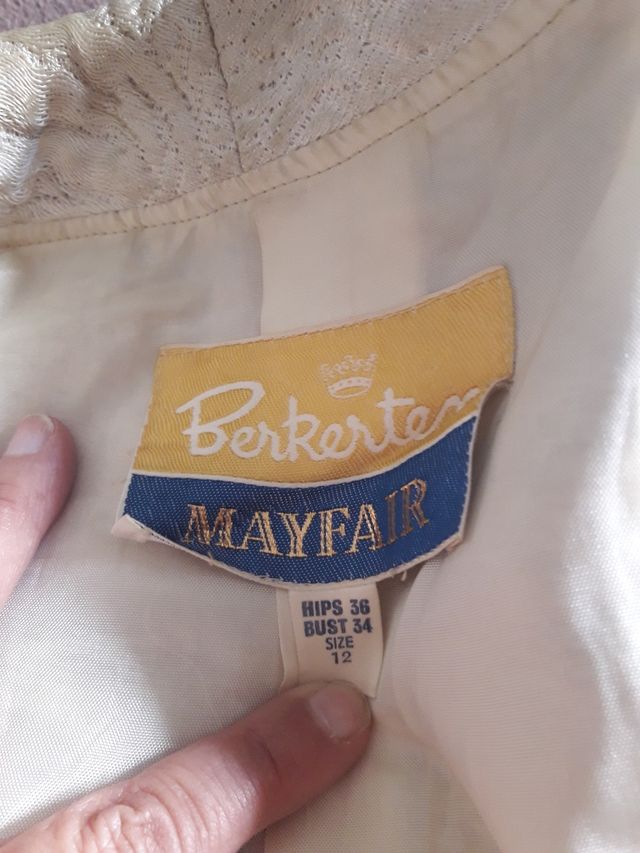 Berkertex
MAYFAIR
HIPS 36
BUST 34
SIZE
12